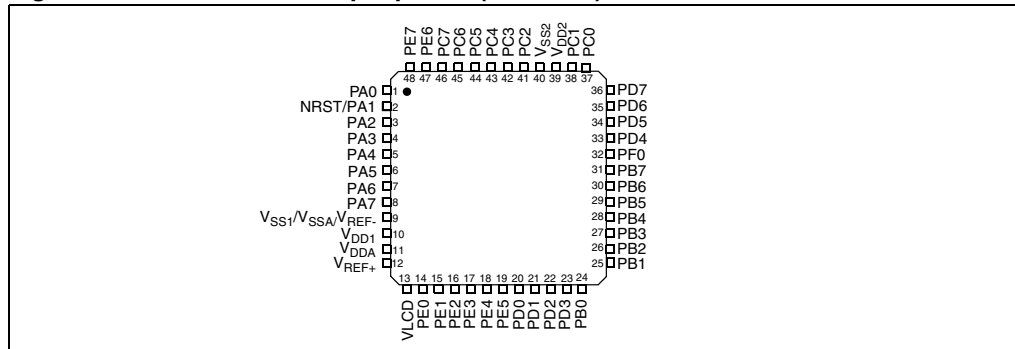 PE7 PE6 PC7 PC6 PC5 PC4 PC3 PC2 VSS2 VDD2 PC1 PC0
48 47 46 45 44 43 42 41 40 39 38 37
PA0 1
NRST/PA1 2
PA2 3
PA3 4
PA4 5
PA5 6
PA6 7
PA7 8
VSS1/VSSA/VREF- 9
VDD1 10
VDDA 11
VREF+ 12
36 PD7
35 PD6
34 PD5
33 PD4
32 PF0
31 PB7
30 PB6
29 PB5
28 PB4
27 PB3
26 PB2
25 PB1
13 14 15 16 17 18 19 20 21 22 23 24
VLCD PE0 PE1 PE2 PE3 PE4 PE5 PD0 PD1 PD2 PD3 PB0